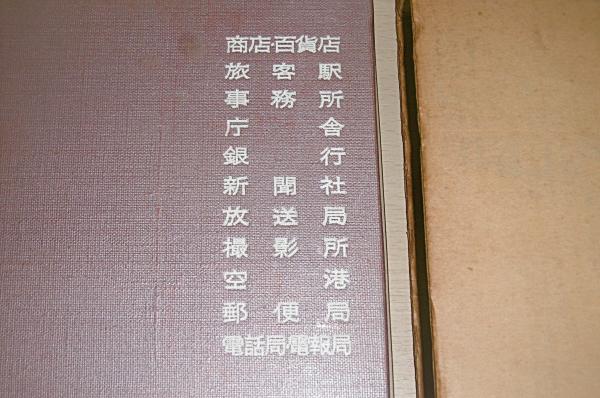 商店・百貨店
旅客駅
事務所
庁舎
銀行
新聞社
放送局
撮影所
空港
郵便局
電話局・電報局